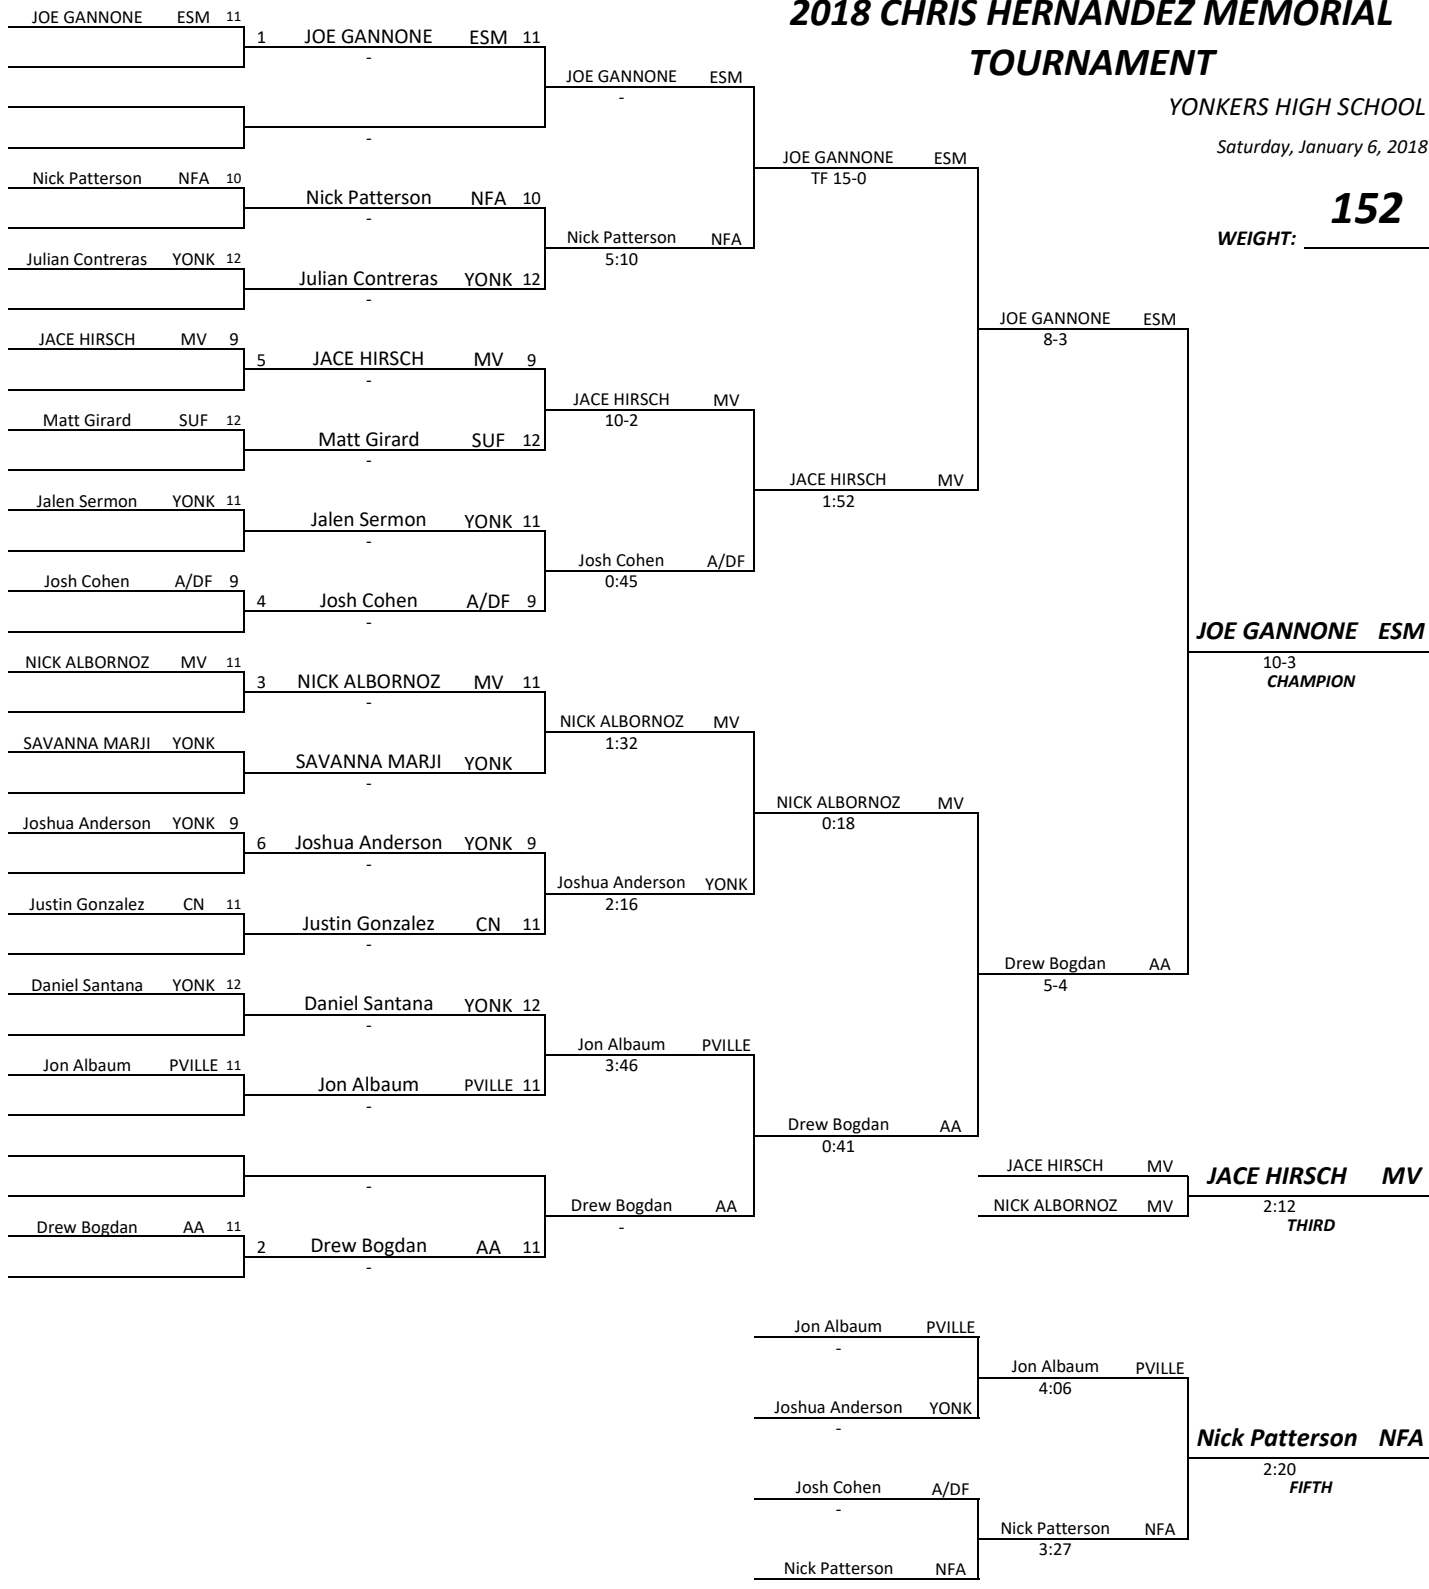 2018 CHRIS HERNANDEZ MEMORIAL
TOURNAMENT
YONKERS HIGH SCHOOL
Saturday, January 6, 2018
152
WEIGHT:
JOE GANNONE ESM 11
Nick Patterson NFA 10
Julian Contreras YONK 12
JACE HIRSCH MV 9
Matt Girard SUF 12
Jalen Sermon YONK 11
Josh Cohen A/DF 9
NICK ALBORNOZ MV 11
SAVANNA MARJI YONK
Joshua Anderson YONK 9
Justin Gonzalez CN 11
Daniel Santana YONK 12
Jon Albaum PVILLE 11
Drew Bogdan AA 11
1 JOE GANNONE ESM 11
-
-
Nick Patterson NFA 10
-
Julian Contreras YONK 12
-
5 JACE HIRSCH MV 9
-
Matt Girard SUF 12
-
Jalen Sermon YONK 11
-
4 Josh Cohen A/DF 9
-
3 NICK ALBORNOZ MV 11
-
SAVANNA MARJI YONK
-
6 Joshua Anderson YONK 9
-
Justin Gonzalez CN 11
-
Daniel Santana YONK 12
-
Jon Albaum PVILLE 11
-
-
2 Drew Bogdan AA 11
-
JOE GANNONE ESM
-
Nick Patterson NFA
5:10
JACE HIRSCH MV
10-2
Josh Cohen A/DF
0:45
NICK ALBORNOZ MV
1:32
Joshua Anderson YONK
2:16
Jon Albaum PVILLE
3:46
Drew Bogdan AA
-
JOE GANNONE ESM
TF 15-0
JACE HIRSCH MV
1:52
NICK ALBORNOZ MV
0:18
Drew Bogdan AA
0:41
JOE GANNONE ESM
8-3
Drew Bogdan AA
5-4
JOE GANNONE ESM
10-3
CHAMPION
JACE HIRSCH MV
NICK ALBORNOZ MV
JACE HIRSCH MV
2:12
THIRD
Jon Albaum PVILLE
-
Joshua Anderson YONK
-
Josh Cohen A/DF
-
Nick Patterson NFA
Jon Albaum PVILLE
4:06
Nick Patterson NFA
3:27
Nick Patterson NFA
2:20
FIFTH